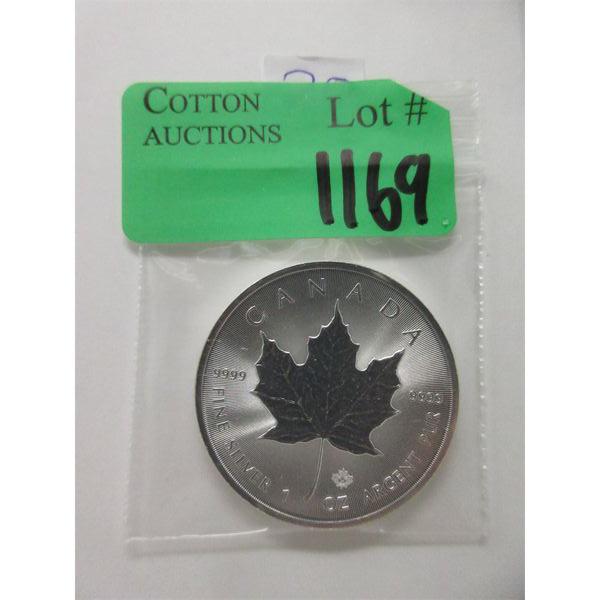 COTTON
AUCTIONS
Lot #
1169
CANADA
9999
9999
FINE SILVER 1 OZ ARGENT PUR